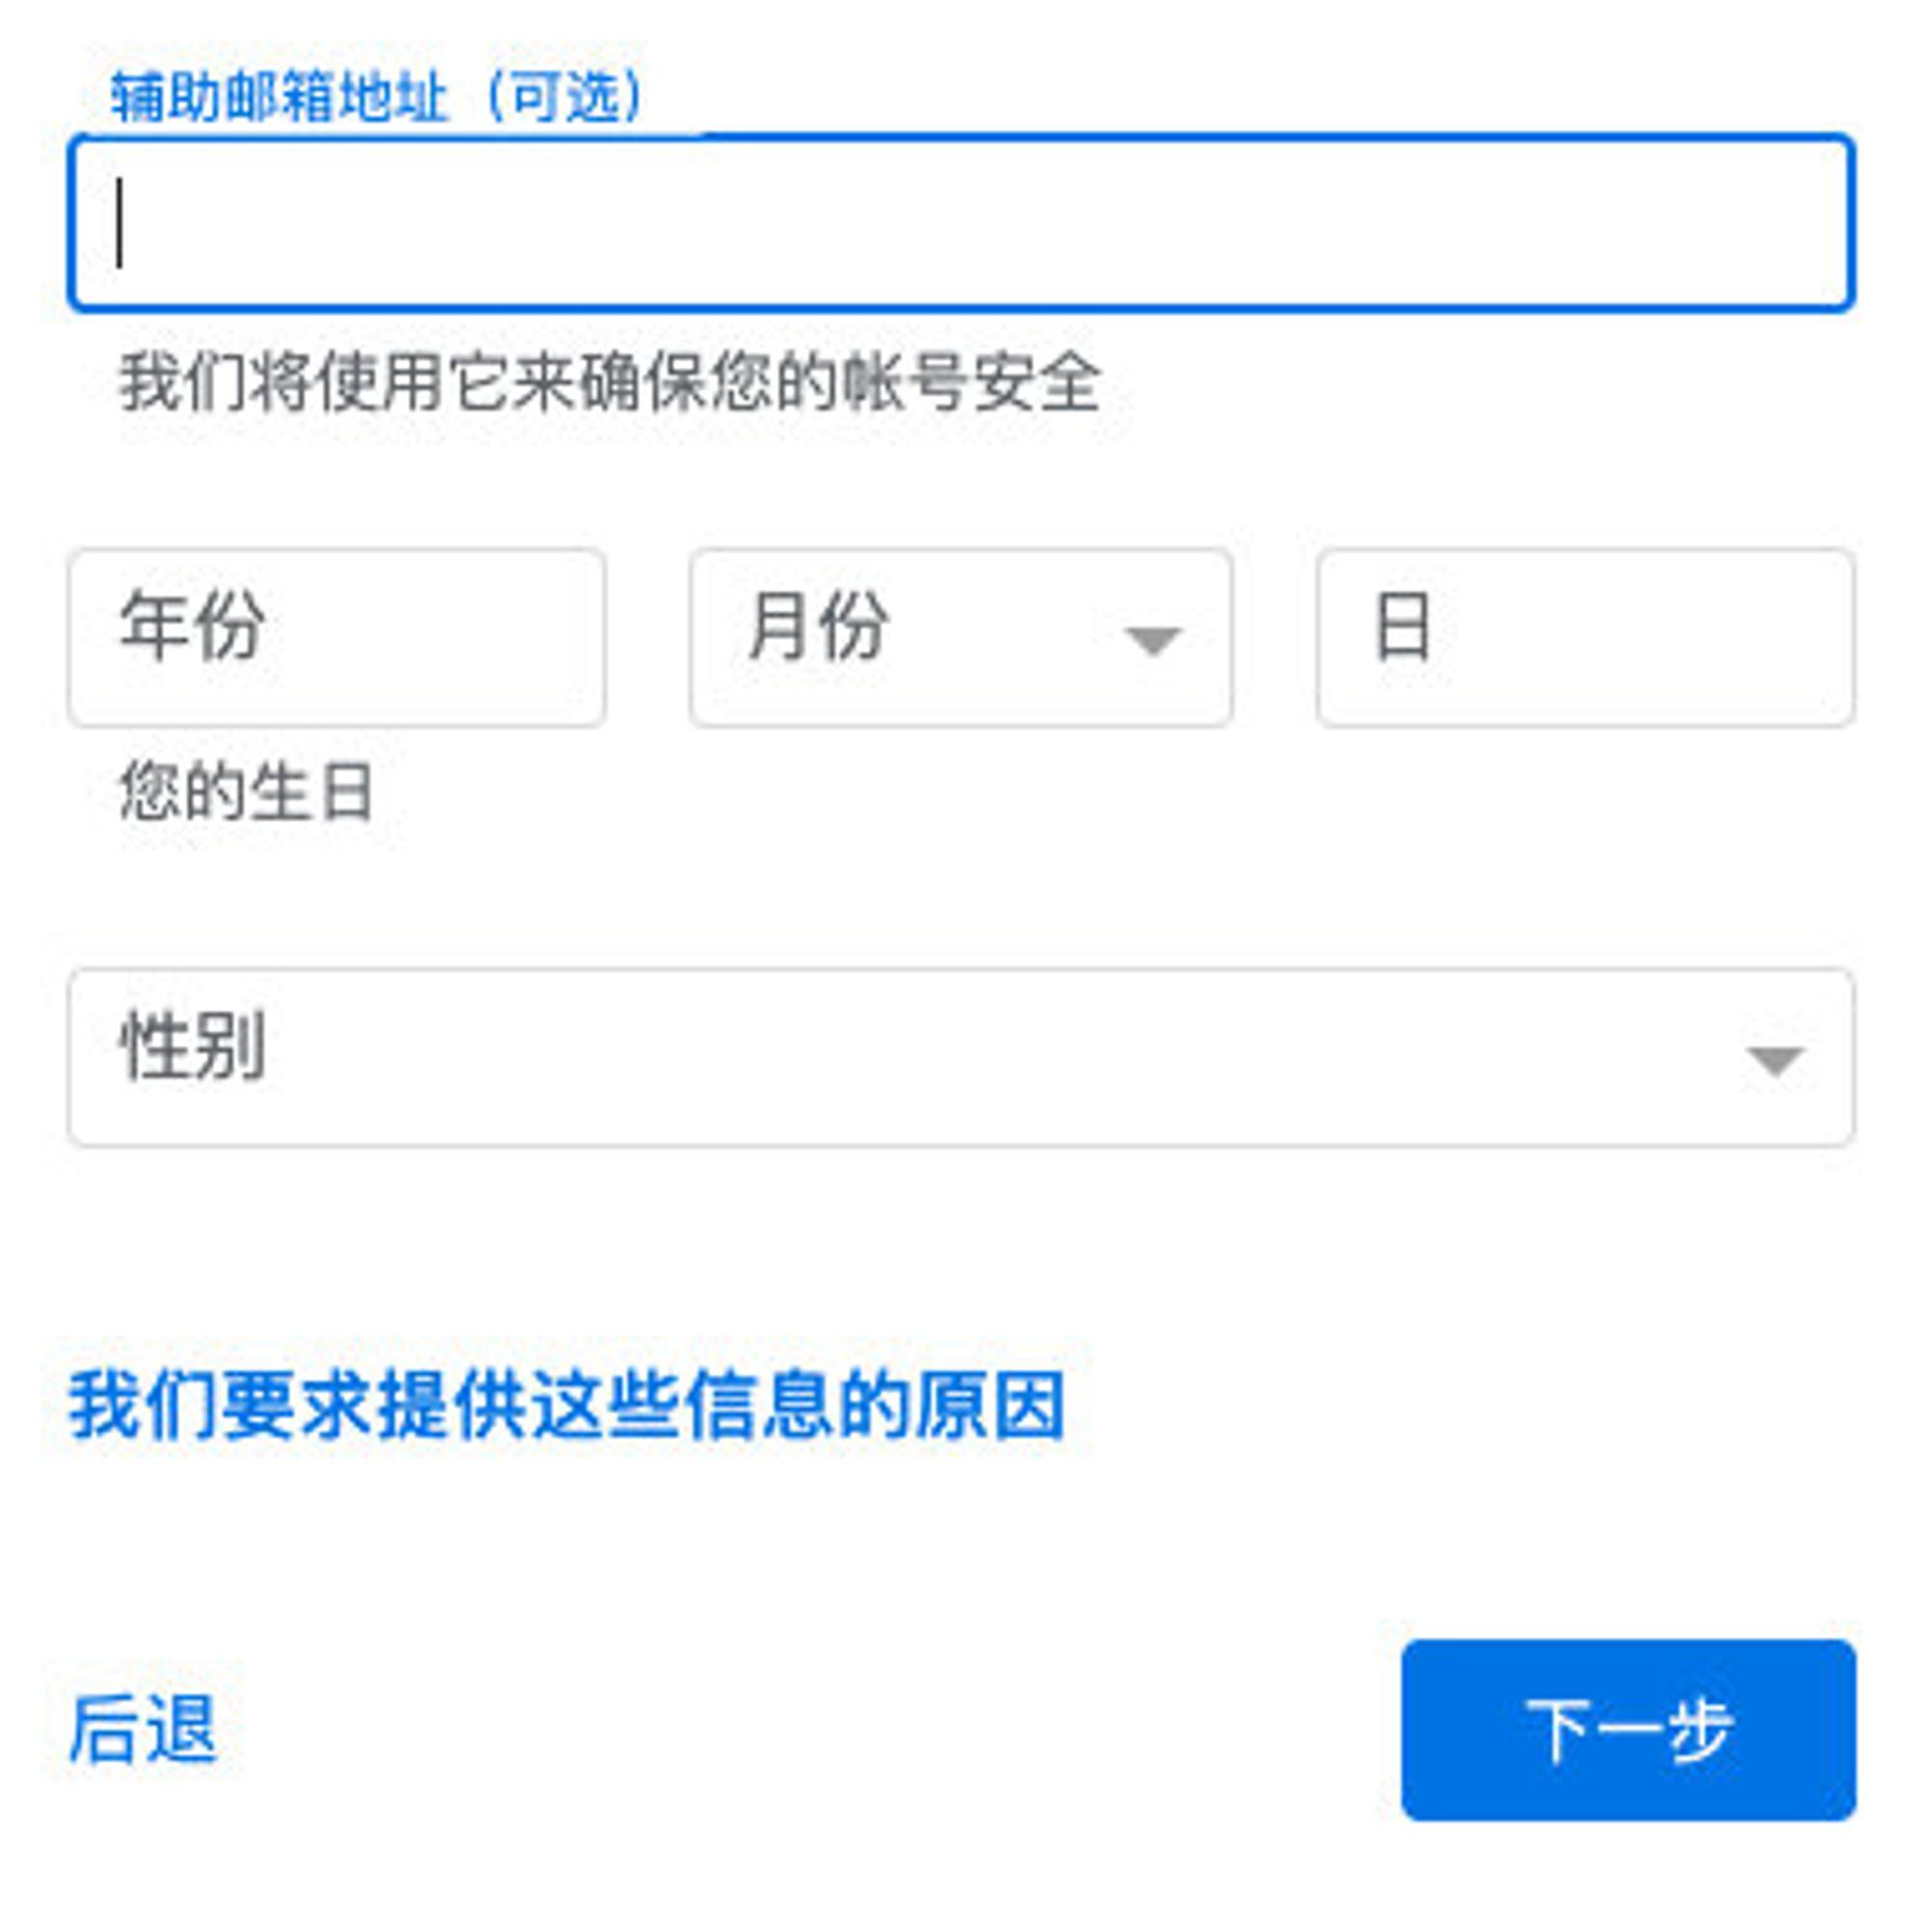 辅助邮箱地址（可选）
我们将使用它来确保您的帐号安全
年份 月份 日
您的生日
性别
我们要求提供这些信息的原因
后退 下一步